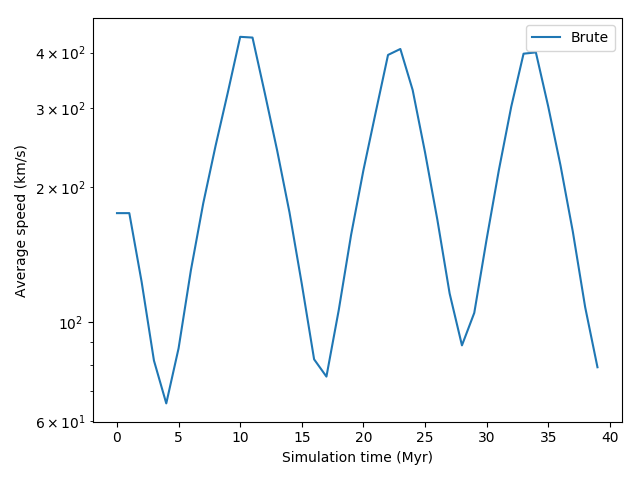 Brute
Average speed (km/s)
4 × 10²
3 × 10²
2 × 10²
10²
6 × 10¹
0 5 10 15 20 25 30 35 40
Simulation time (Myr)